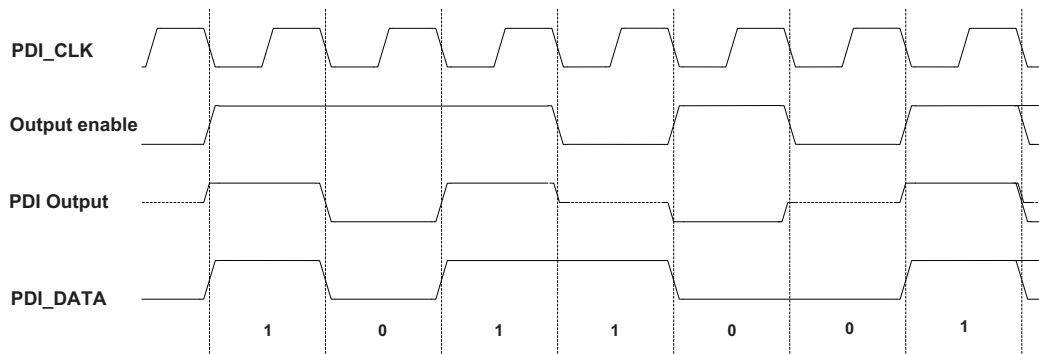 PDI_CLK
Output enable
PDI Output
PDI_DATA
1 0 1 1 0 0 1